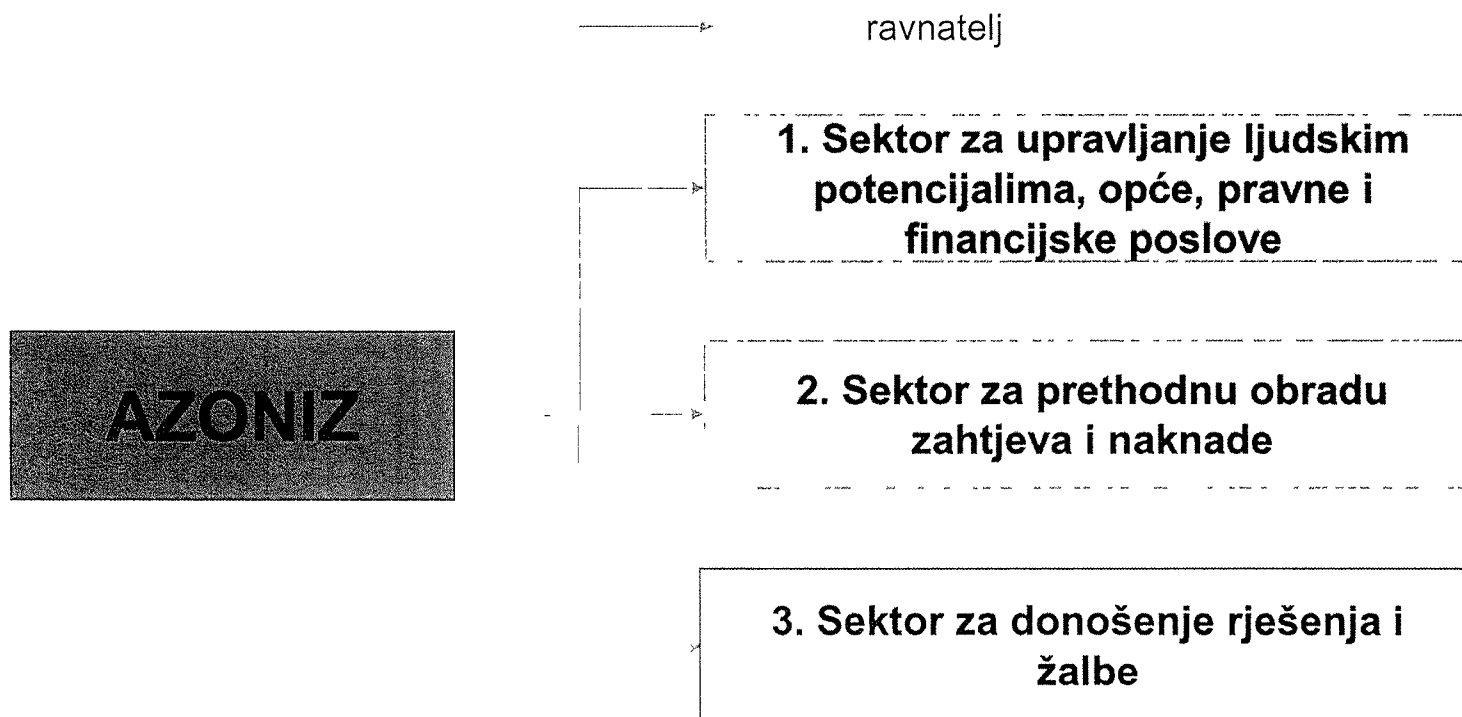 ravnatelj
1. Sektor za upravljanje ljudskim
potencijalima, opće, pravne i
financijske poslove
AZONIZ
2. Sektor za prethodnu obradu
zahtjeva i naknade
3. Sektor za donošenje rješenja i
žalbe